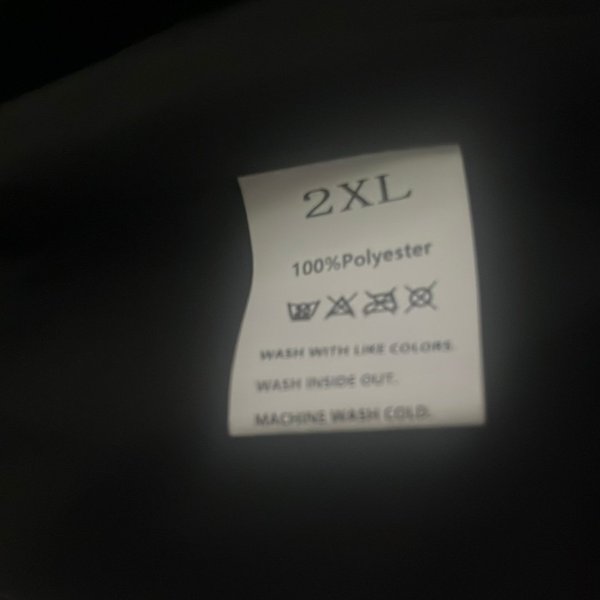 2XL
100%Polyester
WASH WITH LIKE COLORS.
WASH INSIDE OUT.
MACHINE WASH COLD.